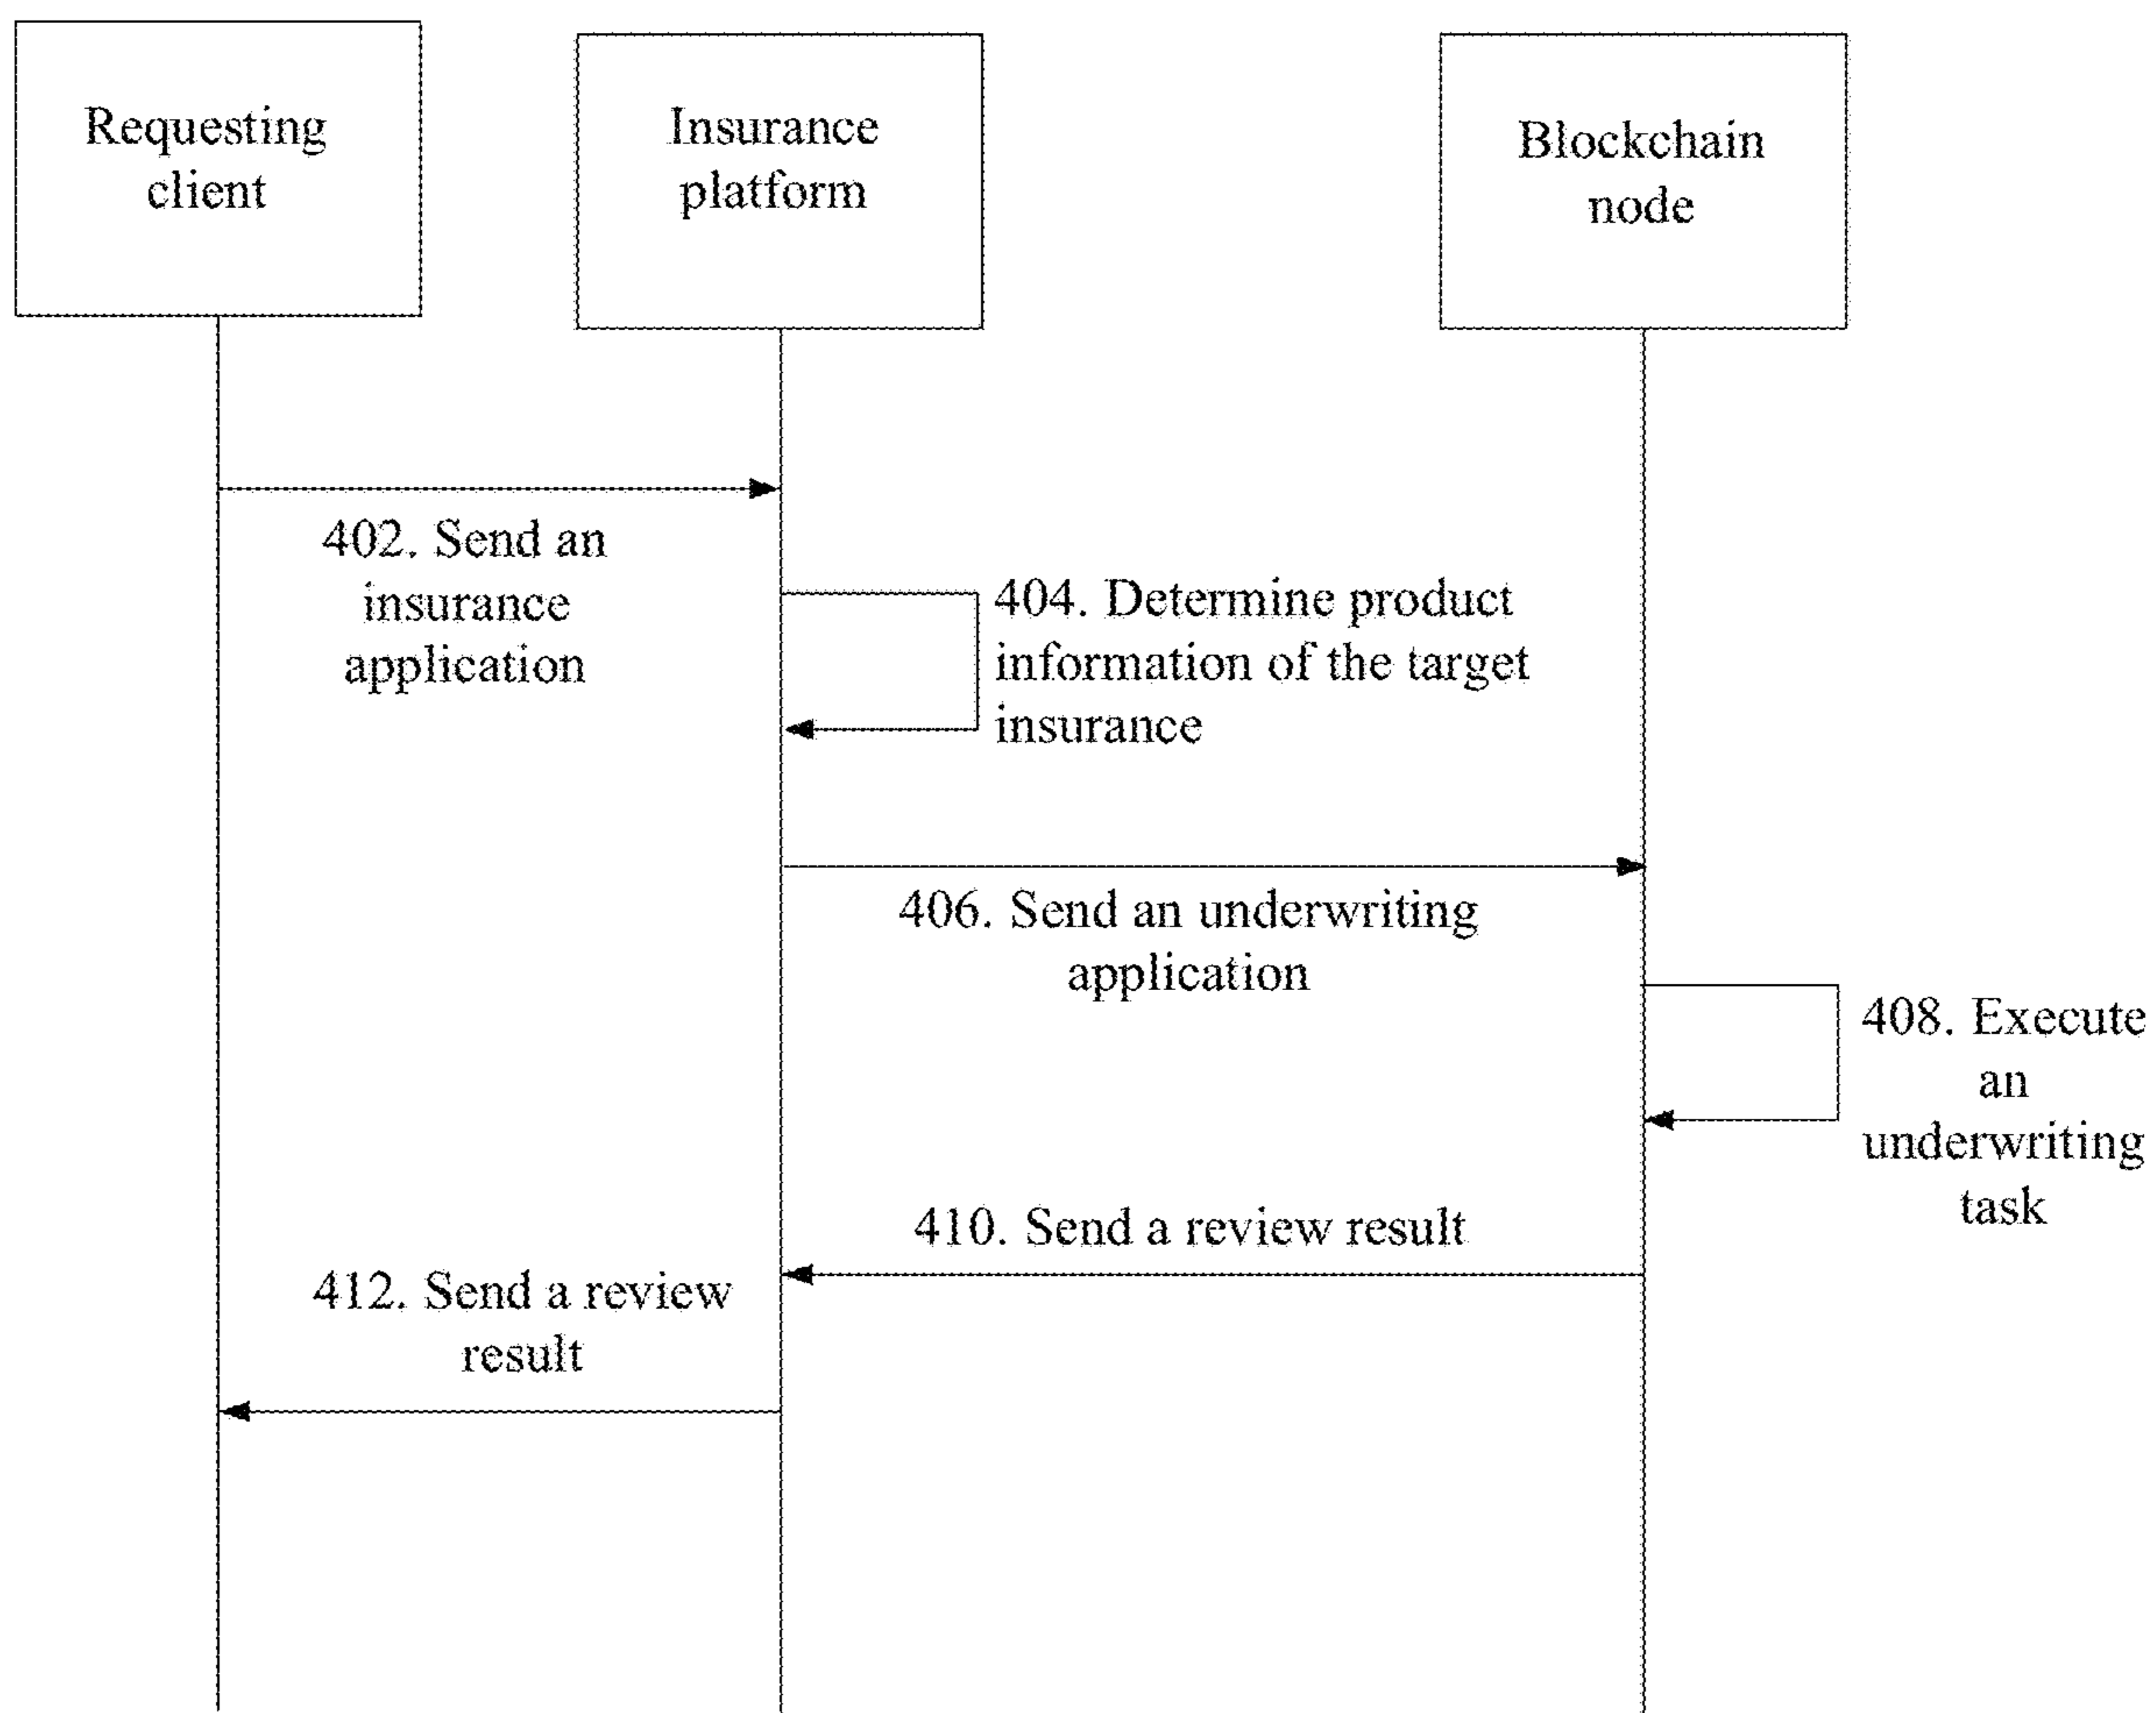 Requesting
client
Insurance
platform
Blockchain
node
402. Send an
insurance
application
404. Determine product
information of the target
insurance
406. Send an underwriting
application
408. Execute
an
underwriting
task
410. Send a review result
412. Send a review
result